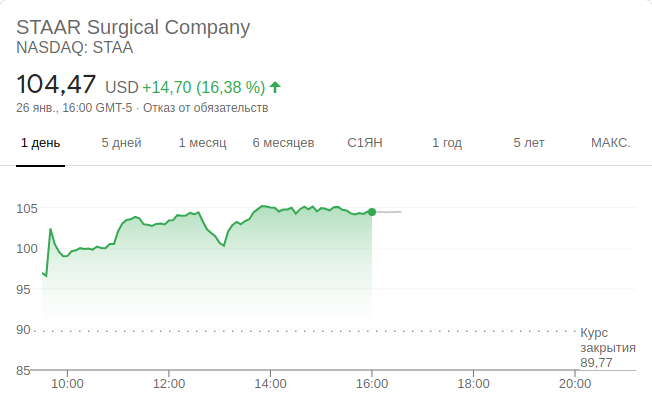 STAAR Surgical Company
NASDAQ: STAA
104,47 USD +14,70 (16,38 %)
26 янв., 16:00 GMT-5 · Отказ от обязательств
1 день 5 дней 1 месяц 6 месяцев С1ЯН 1 год 5 лет МАКС.
105
100
95
90
Курс
закрытия
89,77
85
10:00 12:00 14:00 16:00 18:00 20:00